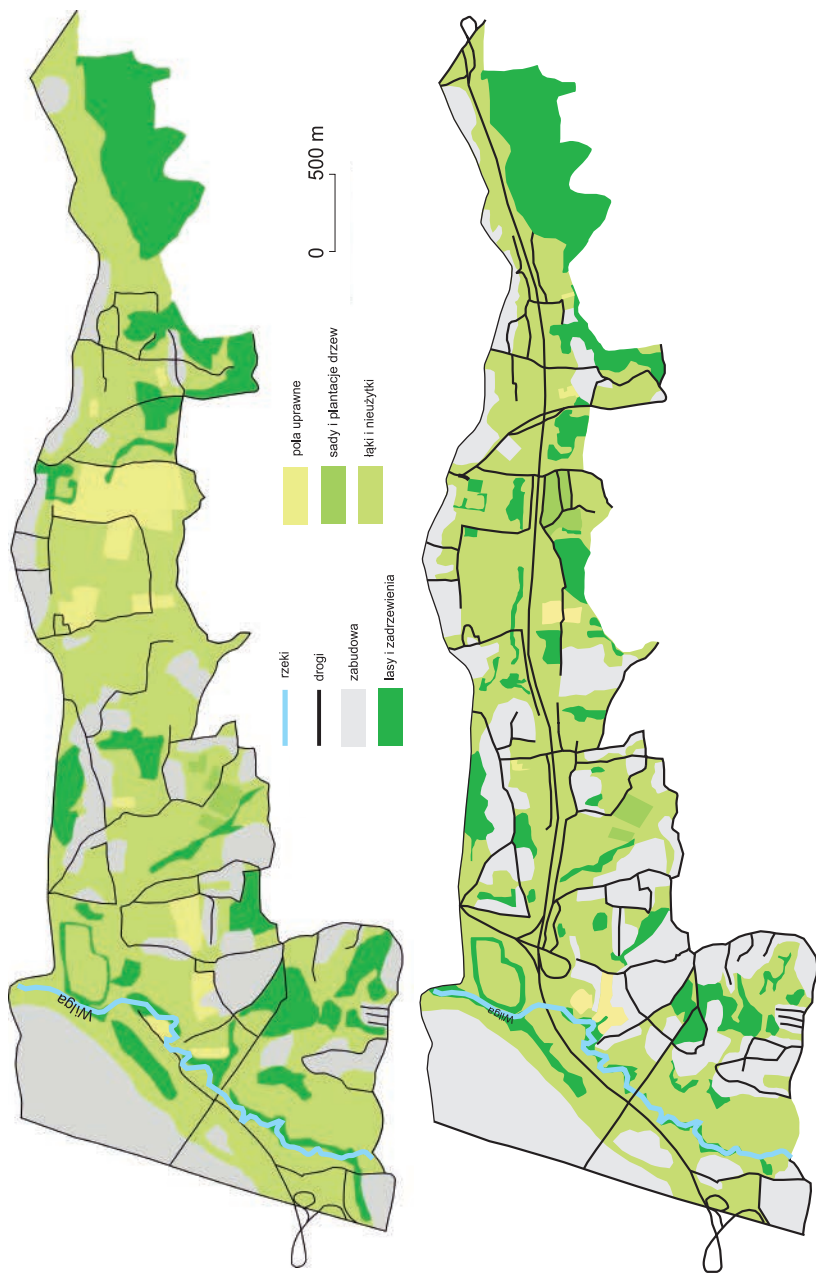 Wilga
0 500 m
rzeki
drogi
zabudowa
lasy i zadrzewienia
pola uprawne
sady i plantacje drzew
łąki i nieużytki
Wilga